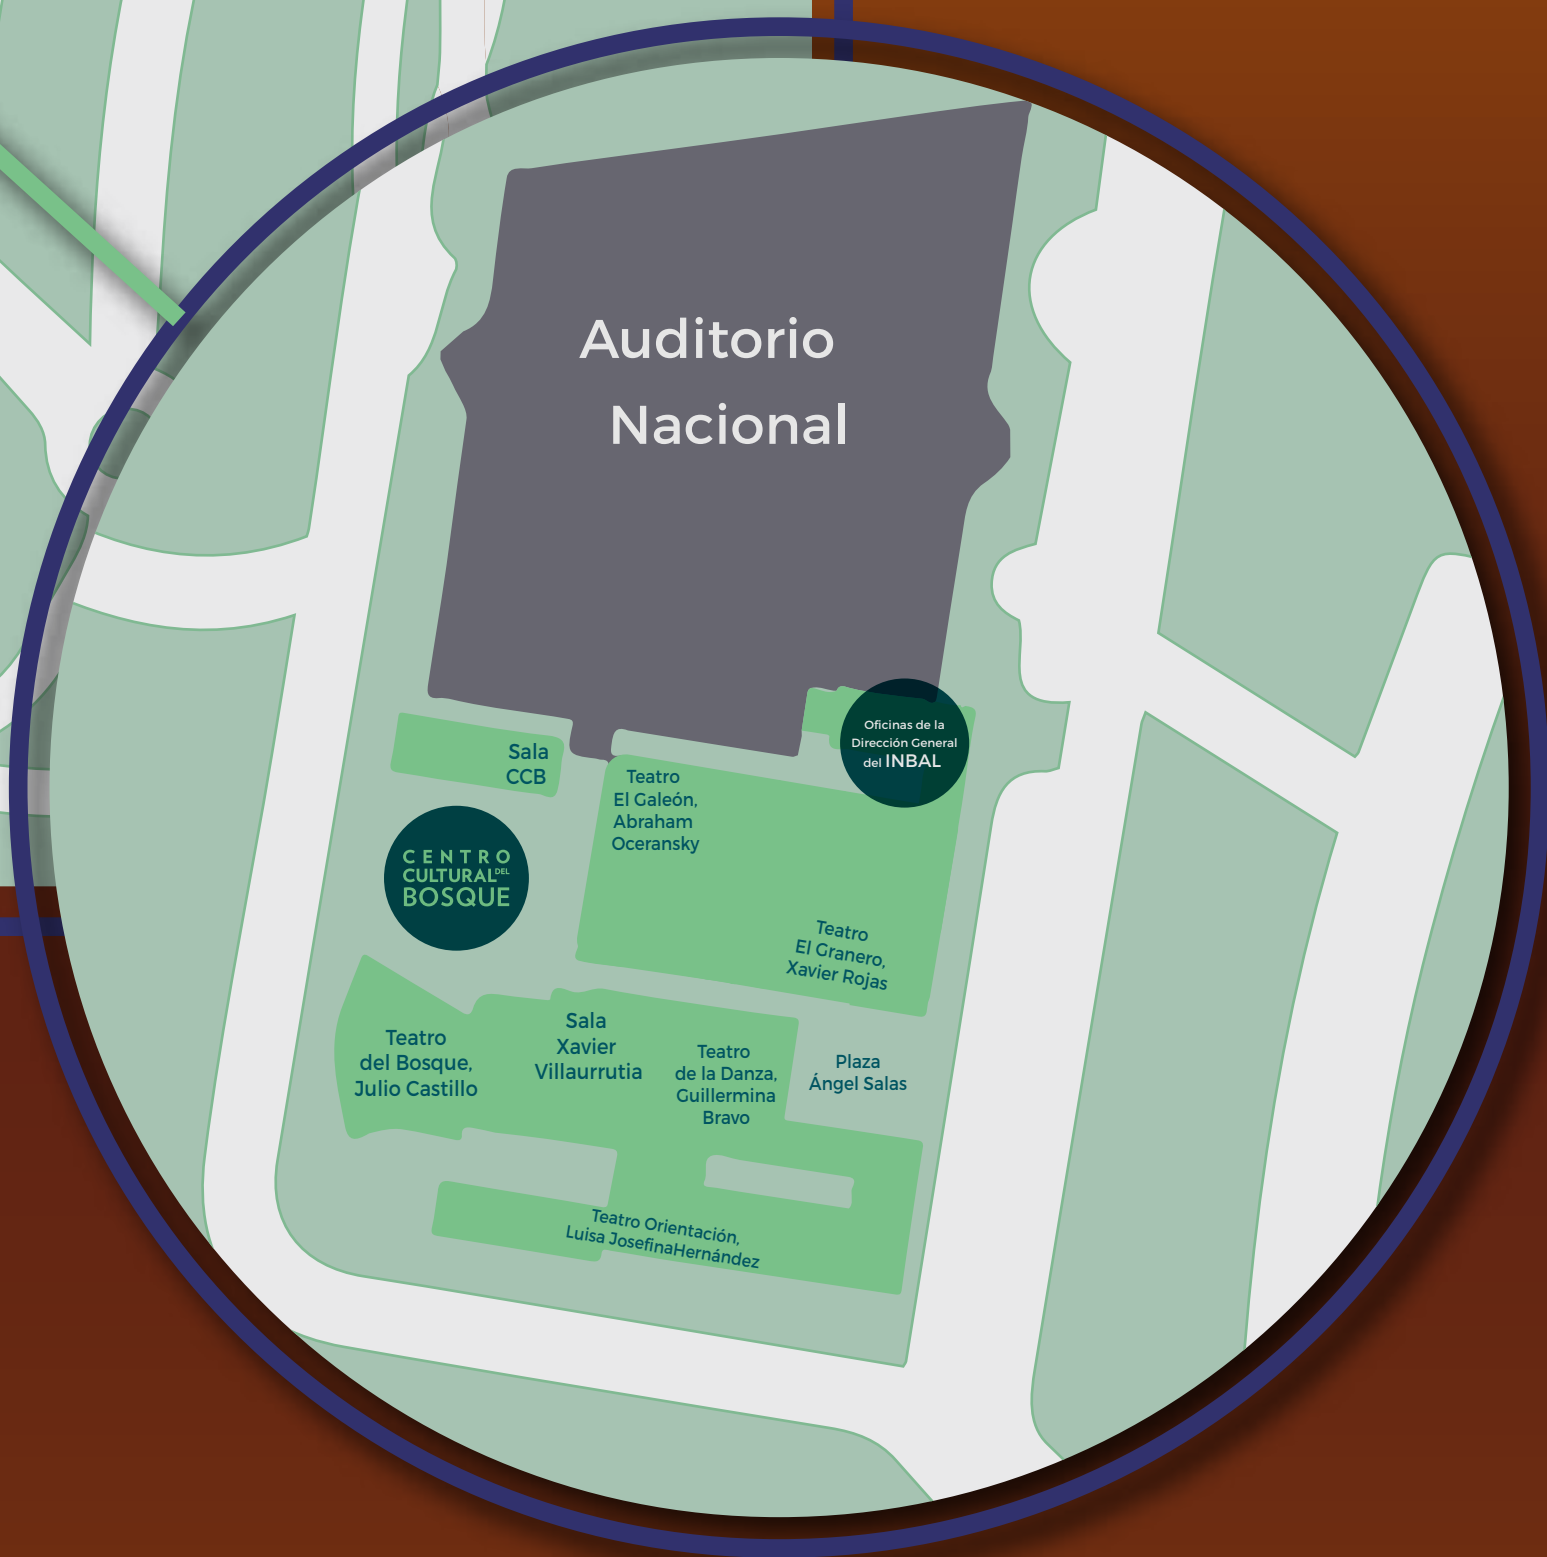 Auditorio
Nacional
Oficinas de la
Dirección General
del INBAL
Sala
CCB
Teatro
El Galeón,
Abraham
Oceransky
CENTRO
CULTURAL DEL
BOSQUE
Teatro
El Granero,
Xavier Rojas
Teatro
del Bosque,
Julio Castillo
Sala
Xavier
Villaurrutia
Teatro
de la Danza,
Guillermina
Bravo
Plaza
Ángel Salas
Teatro Orientación,
Luisa JosefinaHernández